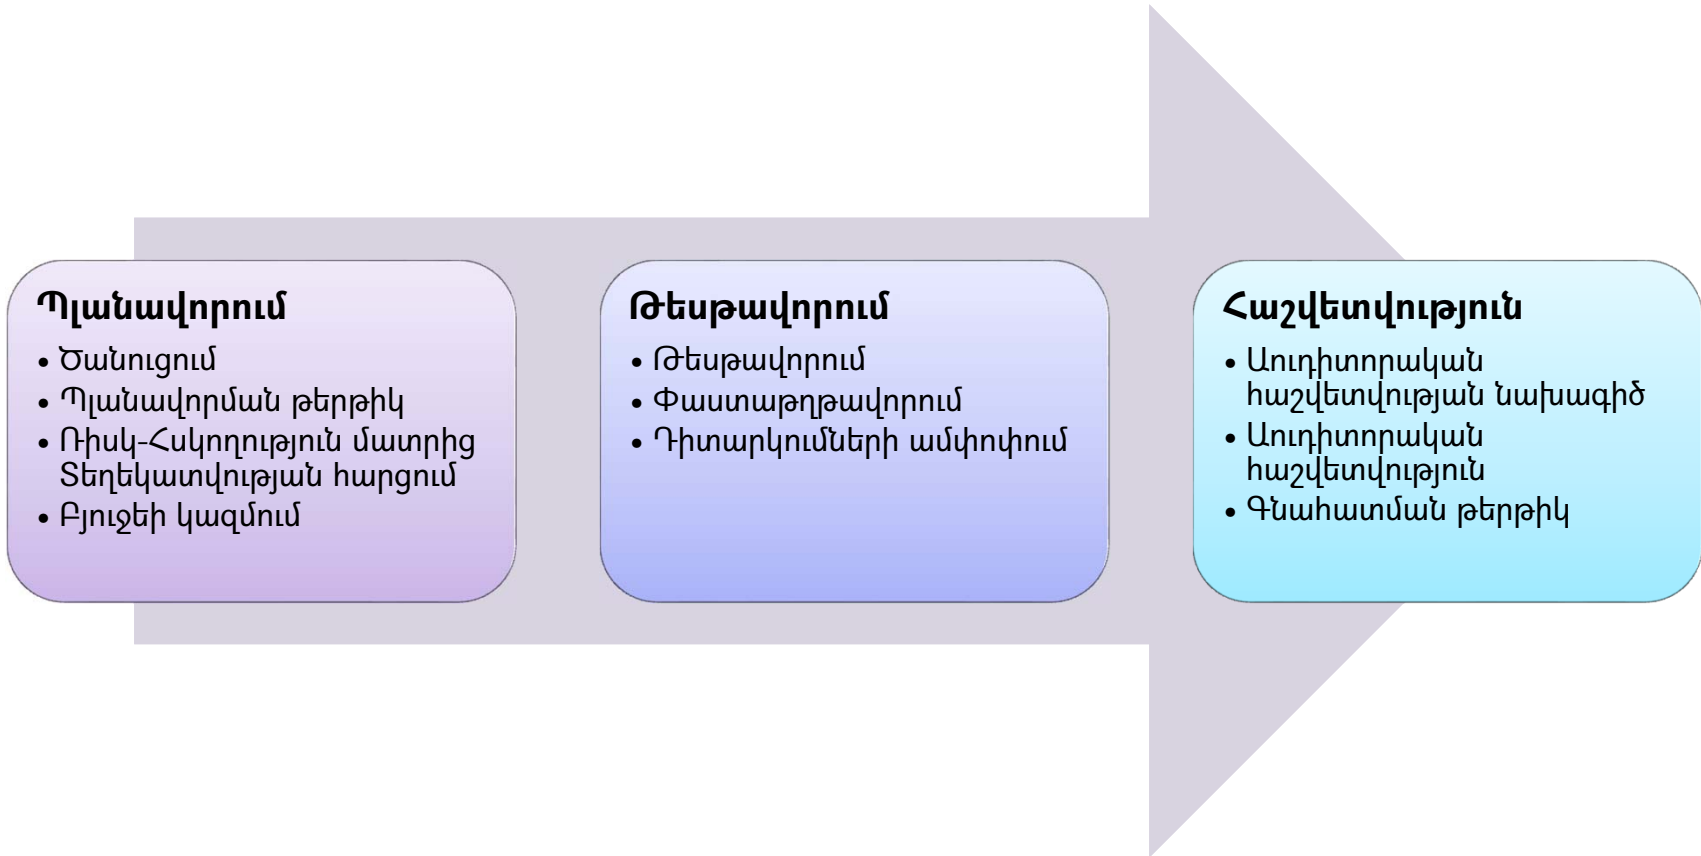 Պլանավորում
• Ծանուցում
• Պլանավորման թերթիկ
• Ռիսկ-Հսկողություն մատրից
Տեղեկատվության հարցում
• Բյուջեի կազմում
Թեսթավորում
• Թեսթավորում
• Փաստաթղթավորում
• Դիտարկումների ամփոփում
Հաշվետվություն
• Աուդիտորական
հաշվետվության նախագիծ
• Աուդիտորական
հաշվետվություն
• Գնահատման թերթիկ